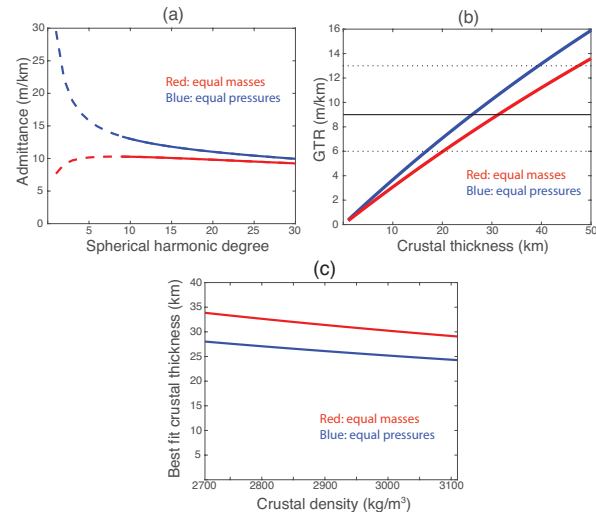 (a)
30
25
20
15
10
5
0
5
10
15
20
25
30
Admittance (m/km)
Spherical harmonic degree
Red: equal masses
Blue: equal pressures
(b)
16
14
12
10
8
6
4
2
0
10
20
30
40
50
GTR (m/km)
Crustal thickness (km)
Red: equal masses
Blue: equal pressures
(c)
40
35
30
25
20
15
10
5
2700
2800
2900
3000
3100
Best fit crustal thickness (km)
Crustal density (kg/m³)
Red: equal masses
Blue: equal pressures